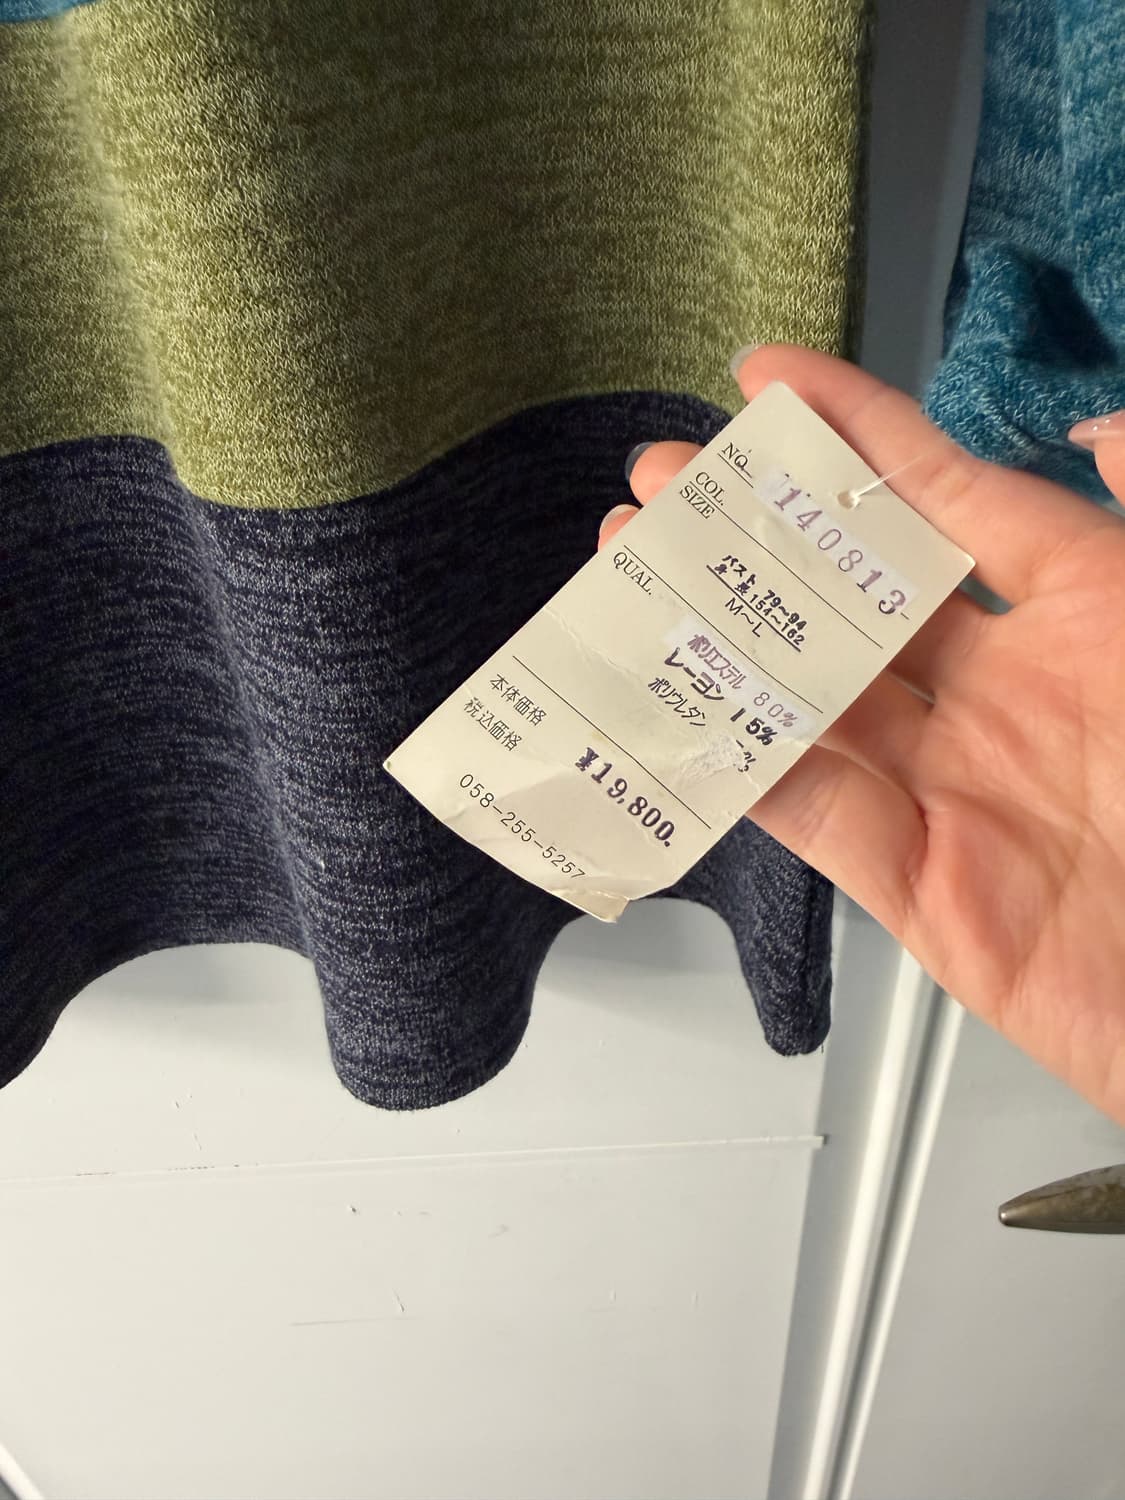 NO. 140813
COL.
SIZE
バスト 79~94
身 長 154~162
M~L
QUAL.
ポリエステル 80%
レーヨン 15%
ポリウレタン %
本体価格
税込価格
¥19,800.
058-255-5257